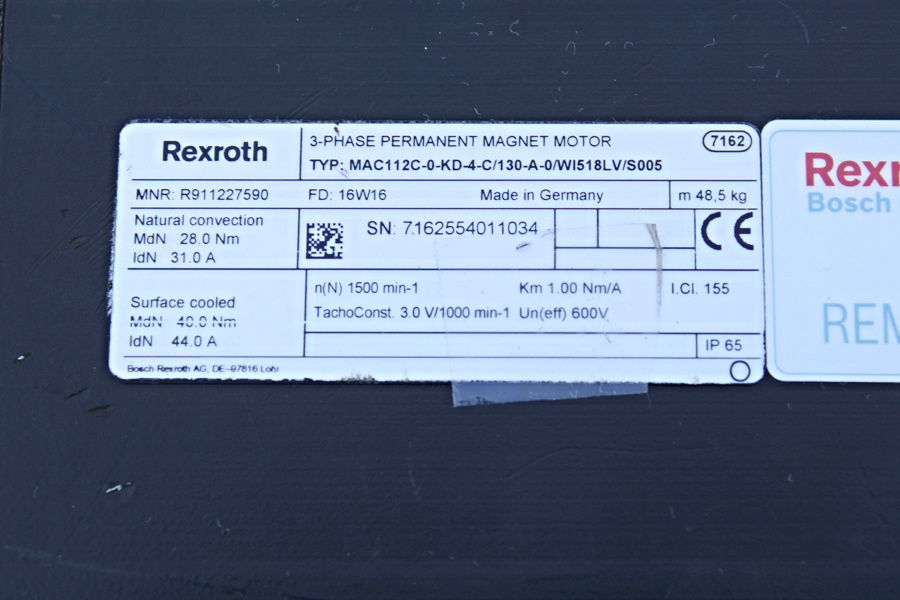 Rexroth
3-PHASE PERMANENT MAGNET MOTOR
7162
TYP: MAC112C-0-KD-4-C/130-A-0/WI518LV/S005
MNR: R911227590
FD: 16W16
Made in Germany
m 48,5 kg
Natural convection
MdN 28.0 Nm
IdN 31.0 A
SN: 7162554011034
CE
Surface cooled
MdN 40.0 Nm
IdN 44.0 A
n(N) 1500 min-1
Km 1.00 Nm/A
I.Cl. 155
TachoConst. 3.0 V/1000 min-1
Un(eff) 600V
IP 65
Bosch Rexroth AG, DE-97816 Lohr
Rexr
Bosch
REM